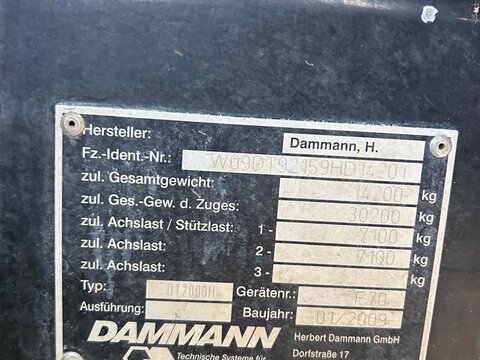 Hersteller: Dammann, H.
Fz.-Ident.-Nr.: W09DT92159HD14201
zul. Gesamtgewicht: 14200 kg
zul. Ges.-Gew. d. Zuges: 30200 kg
zul. Achslast / Stützlast: 1 - 7100 kg
zul. Achslast: 2 - 7100 kg
zul. Achslast: 3 - kg
Typ: DT2000H Gerätenr.: F70
Ausführung: Baujahr: 01/2009
DAMMANN Herbert Dammann GmbH
Technische Systeme für Dorfstraße 17